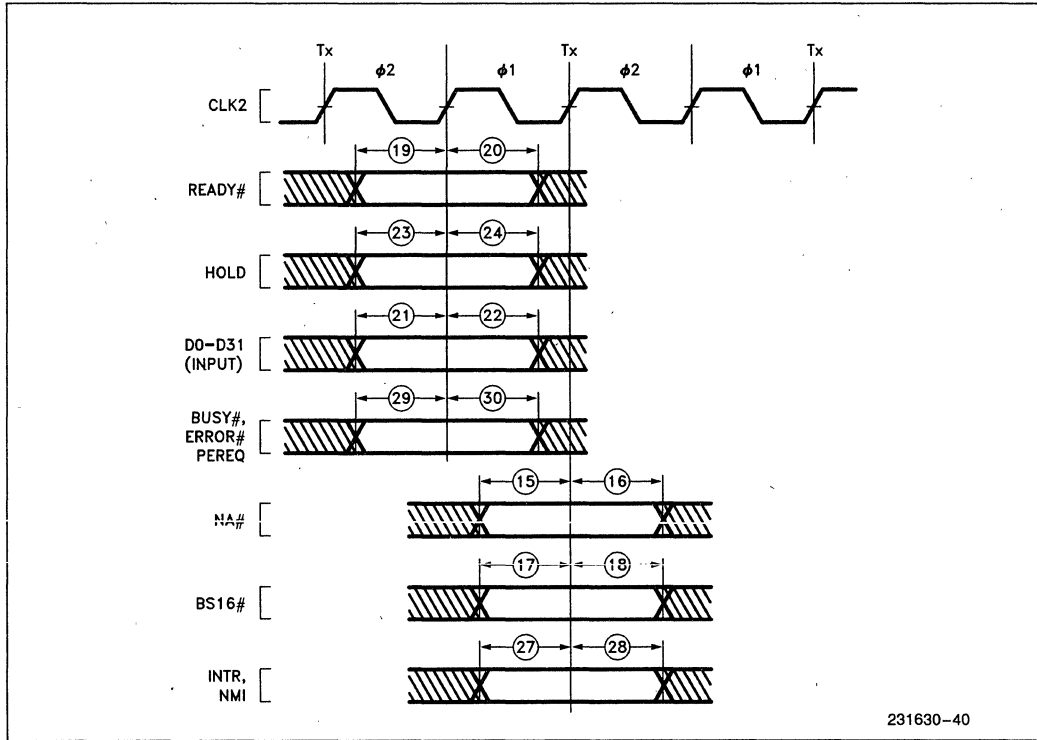 Tx Tx Tx
φ2 φ1 φ2 φ1
CLK2
19 20
READY#
23 24
HOLD
21 22
D0–D31
(INPUT)
29 30
BUSY#,
ERROR#
PEREQ
15 16
NA#
17 18
BS16#
27 28
INTR,
NMI
231630–40